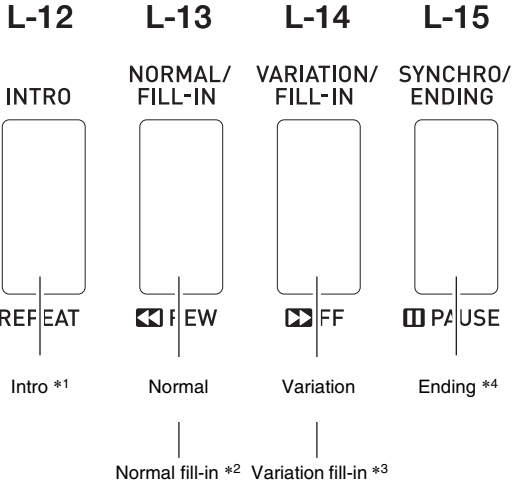 L-12 L-13 L-14 L-15
INTRO
NORMAL/
FILL-IN
VARIATION/
FILL-IN
SYNCHRO/
ENDING
REPEAT REW FF PAUSE
Intro *1 Normal Variation Ending *4
Normal fill-in *2 Variation fill-in *3